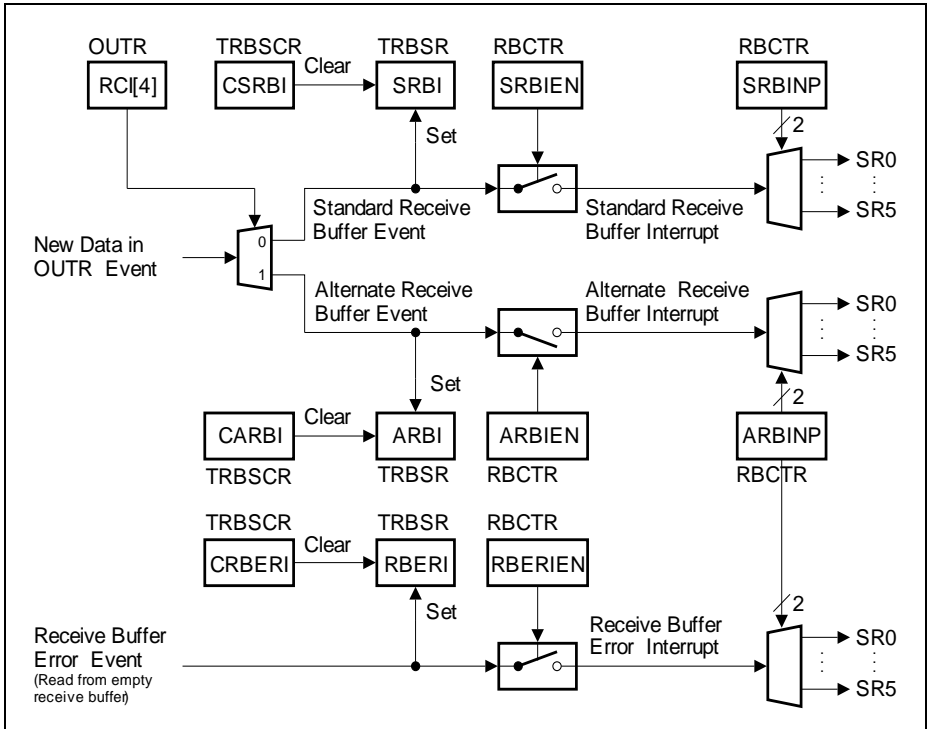 OUTR
TRBSCR
TRBSR
RBCTR
RBCTR
RCI[4]
CSRBI
Clear
SRBI
SRBIEN
SRBINP
Set
2
SR0
SR5
Standard Receive
Buffer Event
Standard Receive
Buffer Interrupt
New Data in
OUTR Event
0
1
Alternate Receive
Buffer Event
Alternate Receive
Buffer Interrupt
SR0
SR5
Set
2
CARBI
Clear
ARBI
ARBIEN
ARBINP
TRBSCR
TRBSR
RBCTR
RBCTR
TRBSCR
TRBSR
RBCTR
CRBERI
Clear
RBERI
RBERIEN
Set
2
Receive Buffer
Error Event
(Read from empty
receive buffer)
Receive Buffer
Error Interrupt
SR0
SR5